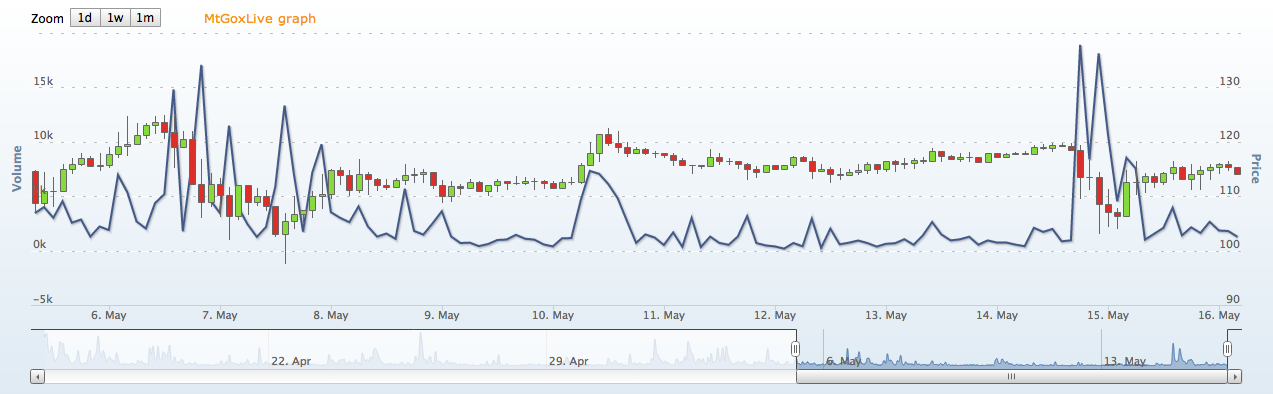 Zoom 1d 1w 1m MtGoxLive graph
15k 130
10k 120
Volume
Price
k 110
0k 100
-5k 90
6. May 7. May 8. May 9. May 10. May 11. May 12. May 13. May 14. May 15. May 16. May
22. Apr 29. Apr 6. May 13. May